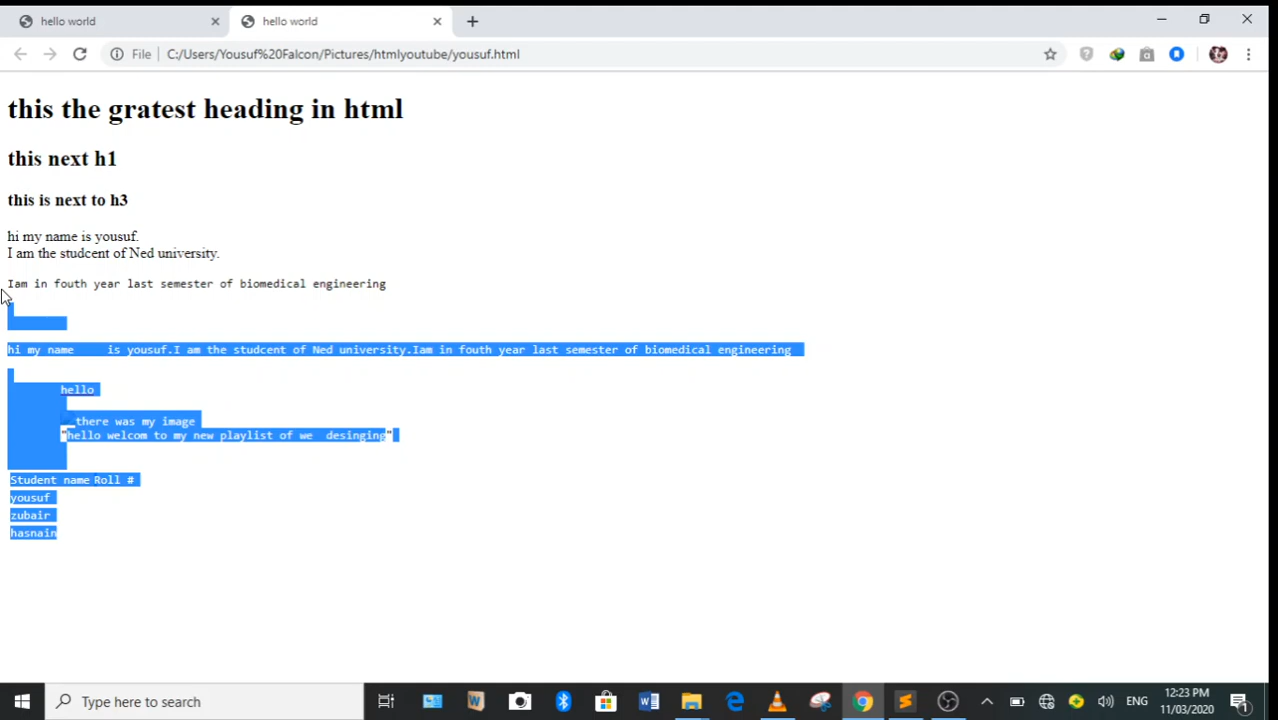 hello world
hello world
File
C:/Users/Yousuf%20Falcon/Pictures/htmlyoutube/yousuf.html
this the gratest heading in html
this next h1
this is next to h3
hi my name is yousuf.
I am the studcent of Ned university.
Iam in fouth year last semester of biomedical engineering
hi my name     is yousuf.I am the studcent of Ned university.Iam in fouth year last semester of biomedical engineering
hello
there was my image
"hello welcom to my new playlist of we  desinging"
Student name Roll #
yousuf
zubair
hasnain
Type here to search
ENG
12:23 PM
11/03/2020
1